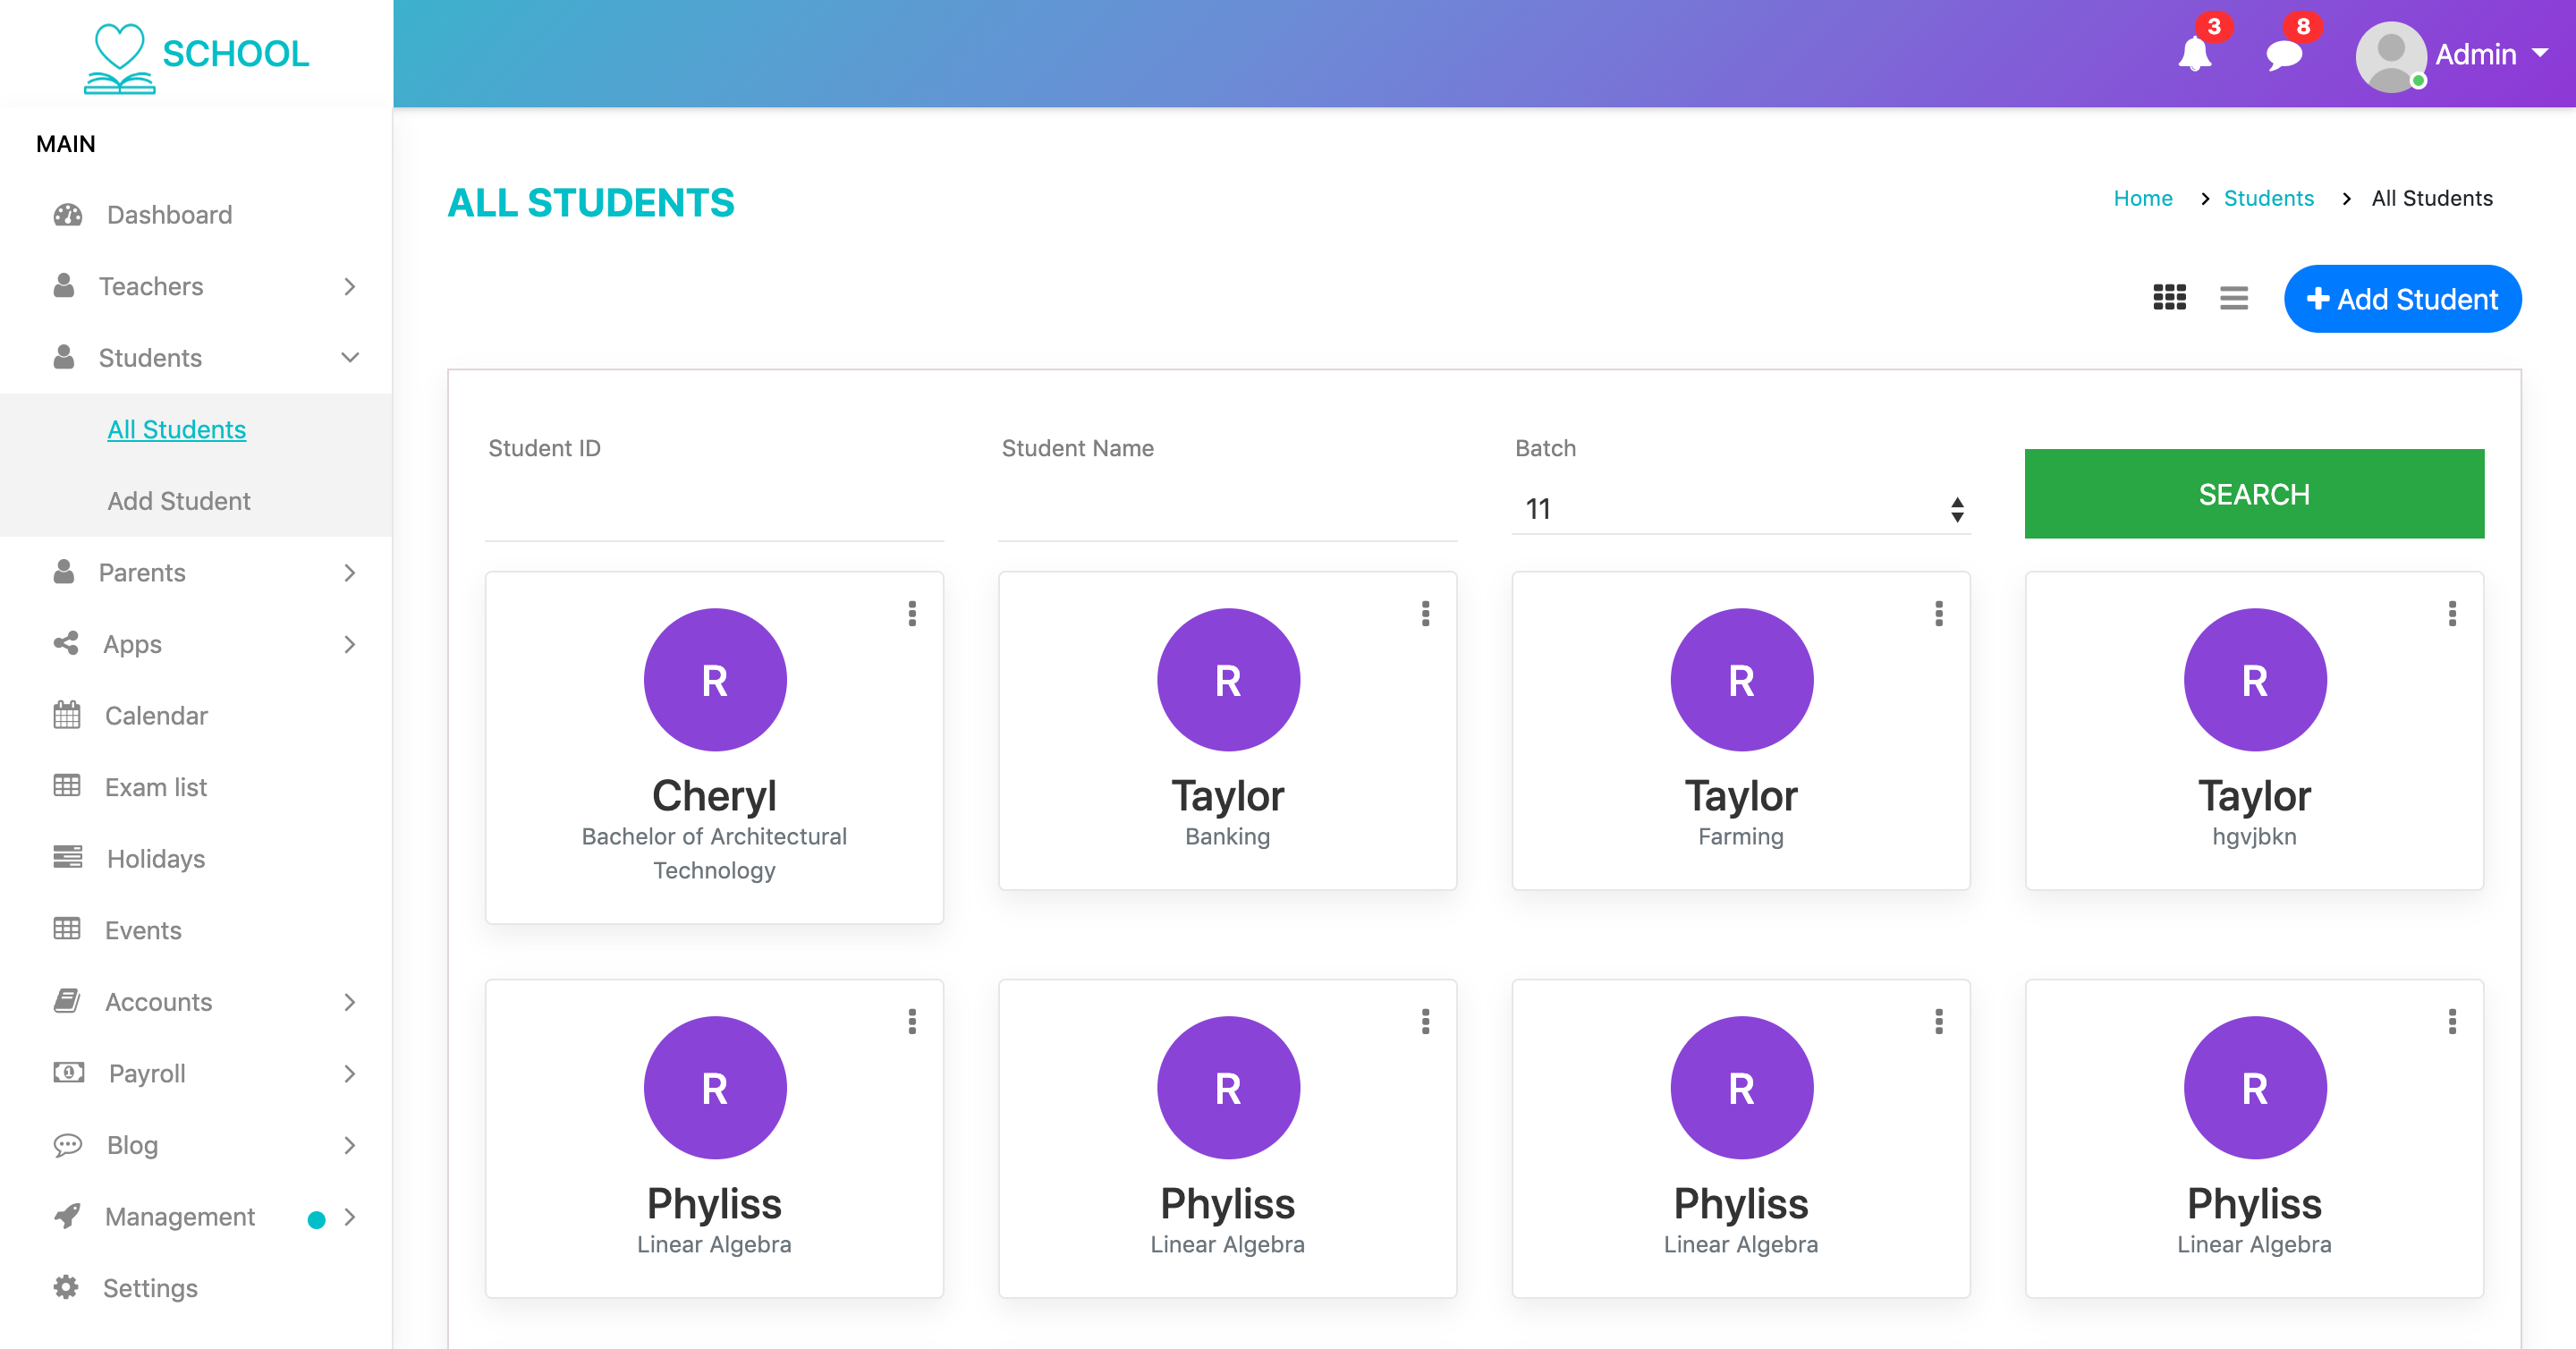 SCHOOL
3
8
Admin
MAIN
Dashboard
Teachers
Students
All Students
Add Student
Parents
Apps
Calendar
Exam list
Holidays
Events
Accounts
Payroll
Blog
Management
Settings
ALL STUDENTS
Home
Students
All Students
Add Student
Student ID
Student Name
Batch
11
SEARCH
R
Cheryl
Bachelor of Architectural
Technology
R
Taylor
Banking
R
Taylor
Farming
R
Taylor
hgvjbkn
R
Phyliss
Linear Algebra
R
Phyliss
Linear Algebra
R
Phyliss
Linear Algebra
R
Phyliss
Linear Algebra